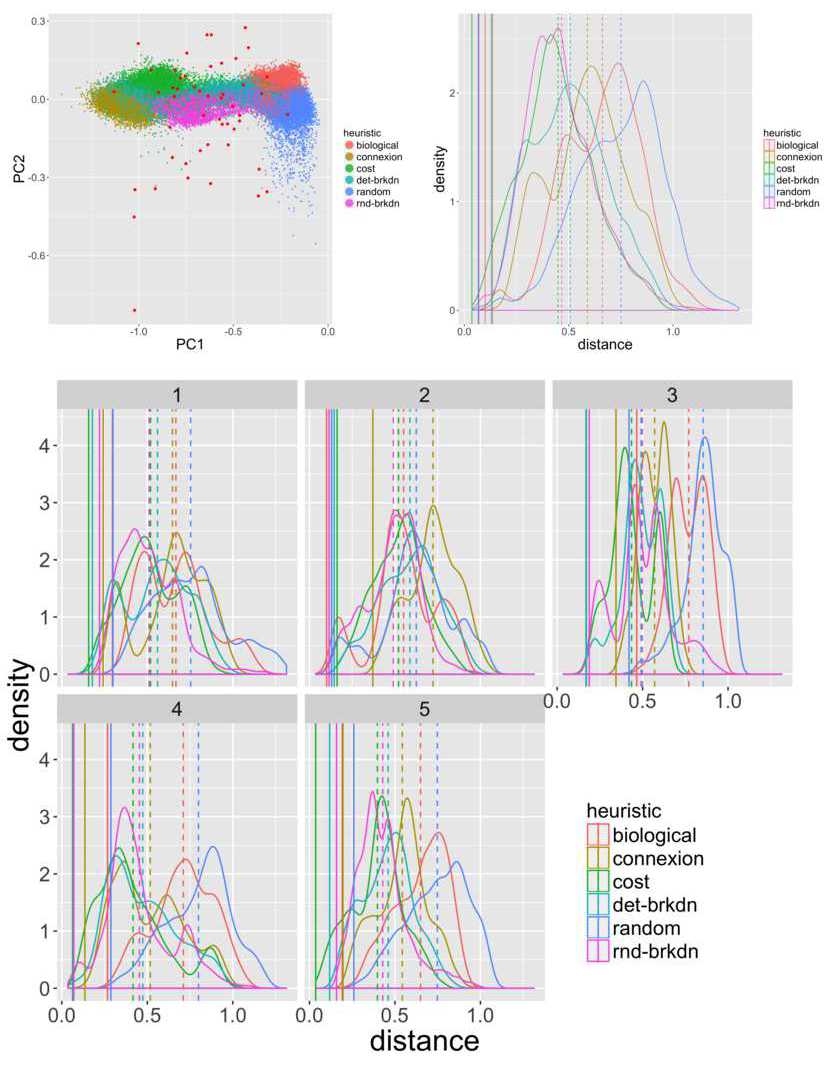 0.3
0.0
-0.3
-0.6
PC2
-1.0 -0.5 0.0
PC1
heuristic
biological
connexion
cost
det-brkdn
random
rnd-brkdn
2
1
0
density
0.0 0.5 1.0
distance
heuristic
biological
connexion
cost
det-brkdn
random
rnd-brkdn
1 2 3
4
3
2
1
0
0.0 0.5 1.0
density
4 5
4
3
2
1
0
0.0 0.5 1.0 0.0 0.5 1.0
distance
heuristic
biological
connexion
cost
det-brkdn
random
rnd-brkdn